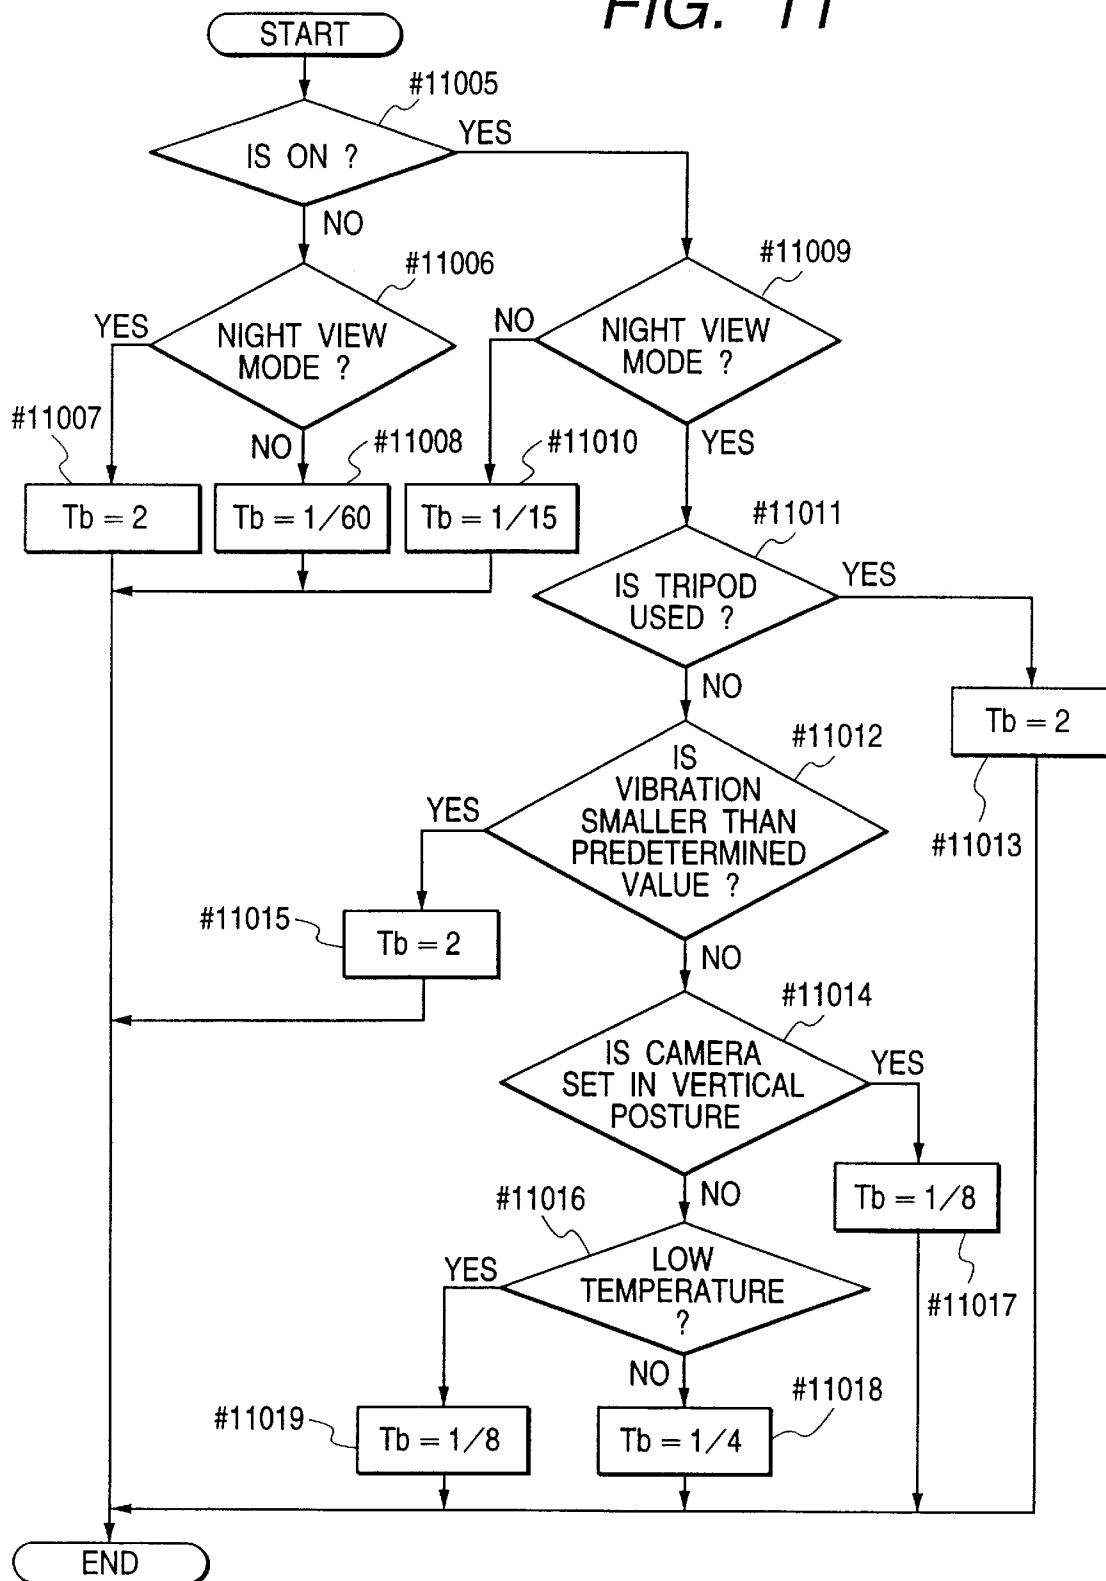 FIG. 11
START
#11005
IS ON ?
YES
NO
#11006
NIGHT VIEW
MODE ?
YES
NO
#11009
NIGHT VIEW
MODE ?
NO
YES
#11007
Tb = 2
#11008
Tb = 1/60
#11010
Tb = 1/15
#11011
IS TRIPOD
USED ?
YES
NO
Tb = 2
#11013
#11012
IS
VIBRATION
SMALLER THAN
PREDETERMINED
VALUE ?
YES
NO
#11015
Tb = 2
#11014
IS CAMERA
SET IN VERTICAL
POSTURE
YES
NO
Tb = 1/8
#11017
#11016
LOW
TEMPERATURE
?
YES
NO
#11019
Tb = 1/8
#11018
Tb = 1/4
END